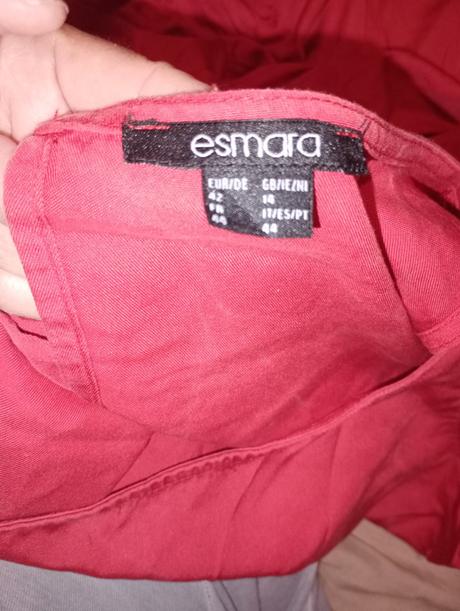 esmara
EUR/DE GB/IE/NI
42 14
FR IT/ES/PT
44 44